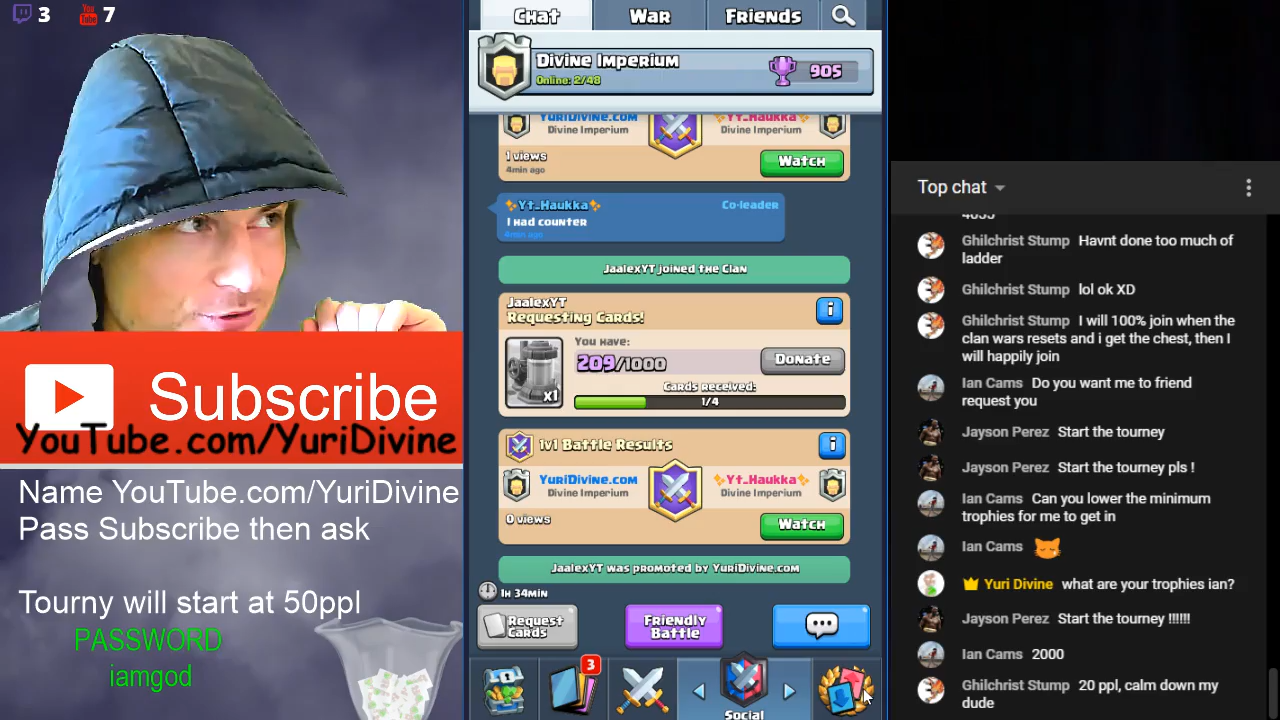 3 7
Subscribe
YouTube.com/YuriDivine
Name YouTube.com/YuriDivine
Pass Subscribe then ask
Tourny will start at 50ppl
PASSWORD
iamgod
Chat War Friends
Divine Imperium
Online: 2/48
905
YuriDivine.com ✨Yt_Haukka✨
Divine Imperium Divine Imperium
1 views
4min ago
Watch
✨Yt_Haukka✨ Co-leader
I had counter
4min ago
JaalexYT joined the Clan
JaalexYT
Requesting Cards!
i
You have:
209/1000
Donate
x1
Cards received:
1/4
1v1 Battle Results
i
YuriDivine.com ✨Yt_Haukka✨
Divine Imperium Divine Imperium
0 views
Watch
JaalexYT was promoted by YuriDivine.com
1h 34min
Request
Cards
Friendly
Battle
1
3
Social
Top chat
Ghilchrist Stump Havnt done too much of
ladder
Ghilchrist Stump lol ok XD
Ghilchrist Stump I will 100% join when the
clan wars resets and i get the chest, then I
will happily join
Ian Cams Do you want me to friend
request you
Jayson Perez Start the tourney
Jayson Perez Start the tourney pls !
Ian Cams Can you lower the minimum
trophies for me to get in
Ian Cams
Yuri Divine what are your trophies ian?
Jayson Perez Start the tourney !!!!!!
Ian Cams 2000
Ghilchrist Stump 20 ppl, calm down my
dude